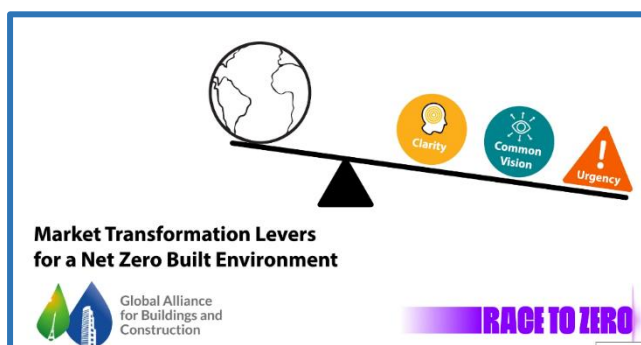 Clarity
Common
Vision
!
Urgency
Market Transformation Levers
for a Net Zero Built Environment
Global Alliance
for Buildings and
Construction
RACE TO ZERO